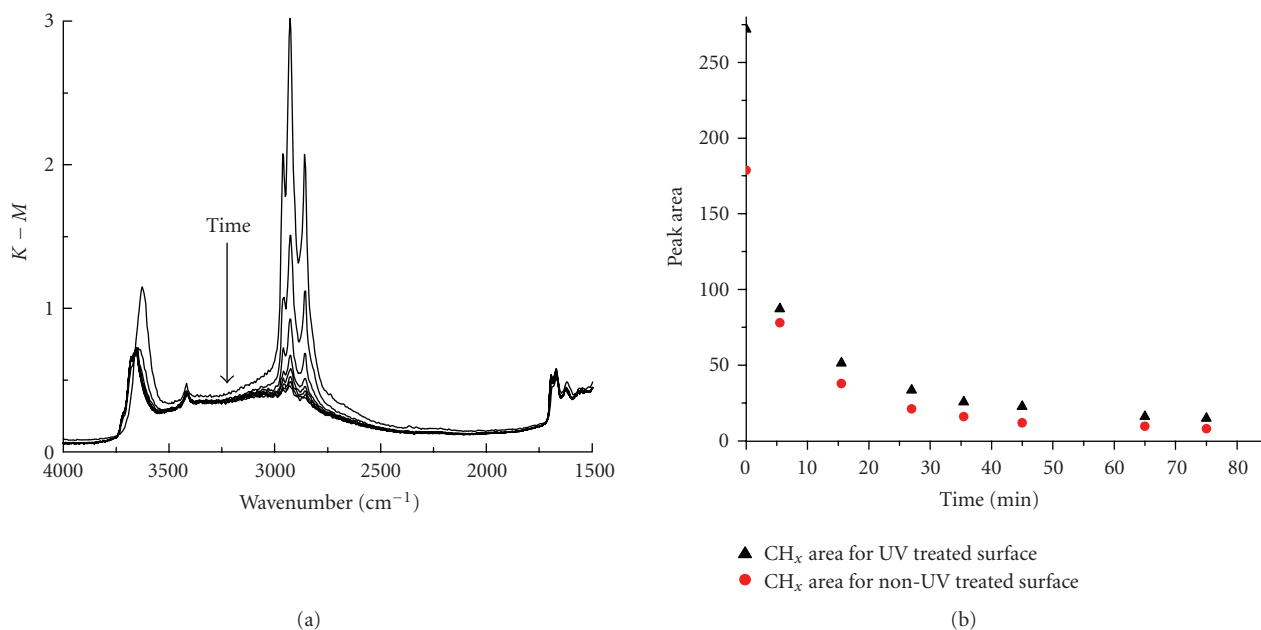 3
2
1
0
K – M
Time
4000 3500 3000 2500 2000 1500
Wavenumber (cm−1)
(a)
250
200
150
100
50
0
Peak area
0 10 20 30 40 50 60 70 80
Time (min)
CHx area for UV treated surface
CHx area for non-UV treated surface
(b)